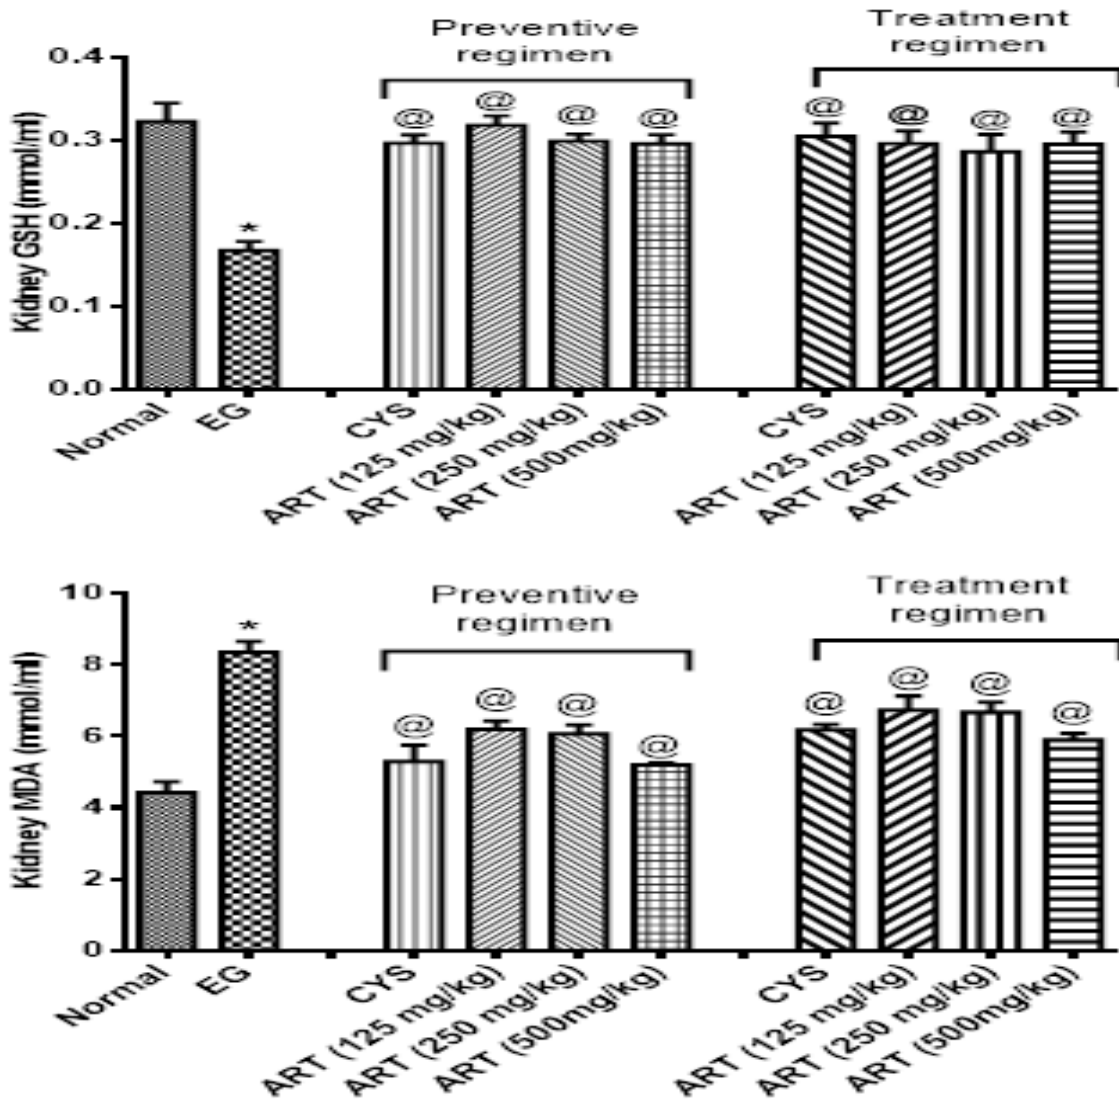 Preventive
regimen
Treatment
regimen
Kidney GSH (mmol/ml)
0.4
0.3
0.2
0.1
0.0
*
@
@
@
@
@
@
@
@
Normal
EG
CYS
ART (125 mg/kg)
ART (250 mg/kg)
ART (500mg/kg)
CYS
ART (125 mg/kg)
ART (250 mg/kg)
ART (500mg/kg)
Preventive
regimen
Treatment
regimen
Kidney MDA (mmol/ml)
10
8
6
4
2
0
*
@
@
@
@
@
@
@
@
Normal
EG
CYS
ART (125 mg/kg)
ART (250 mg/kg)
ART (500mg/kg)
CYS
ART (125 mg/kg)
ART (250 mg/kg)
ART (500mg/kg)